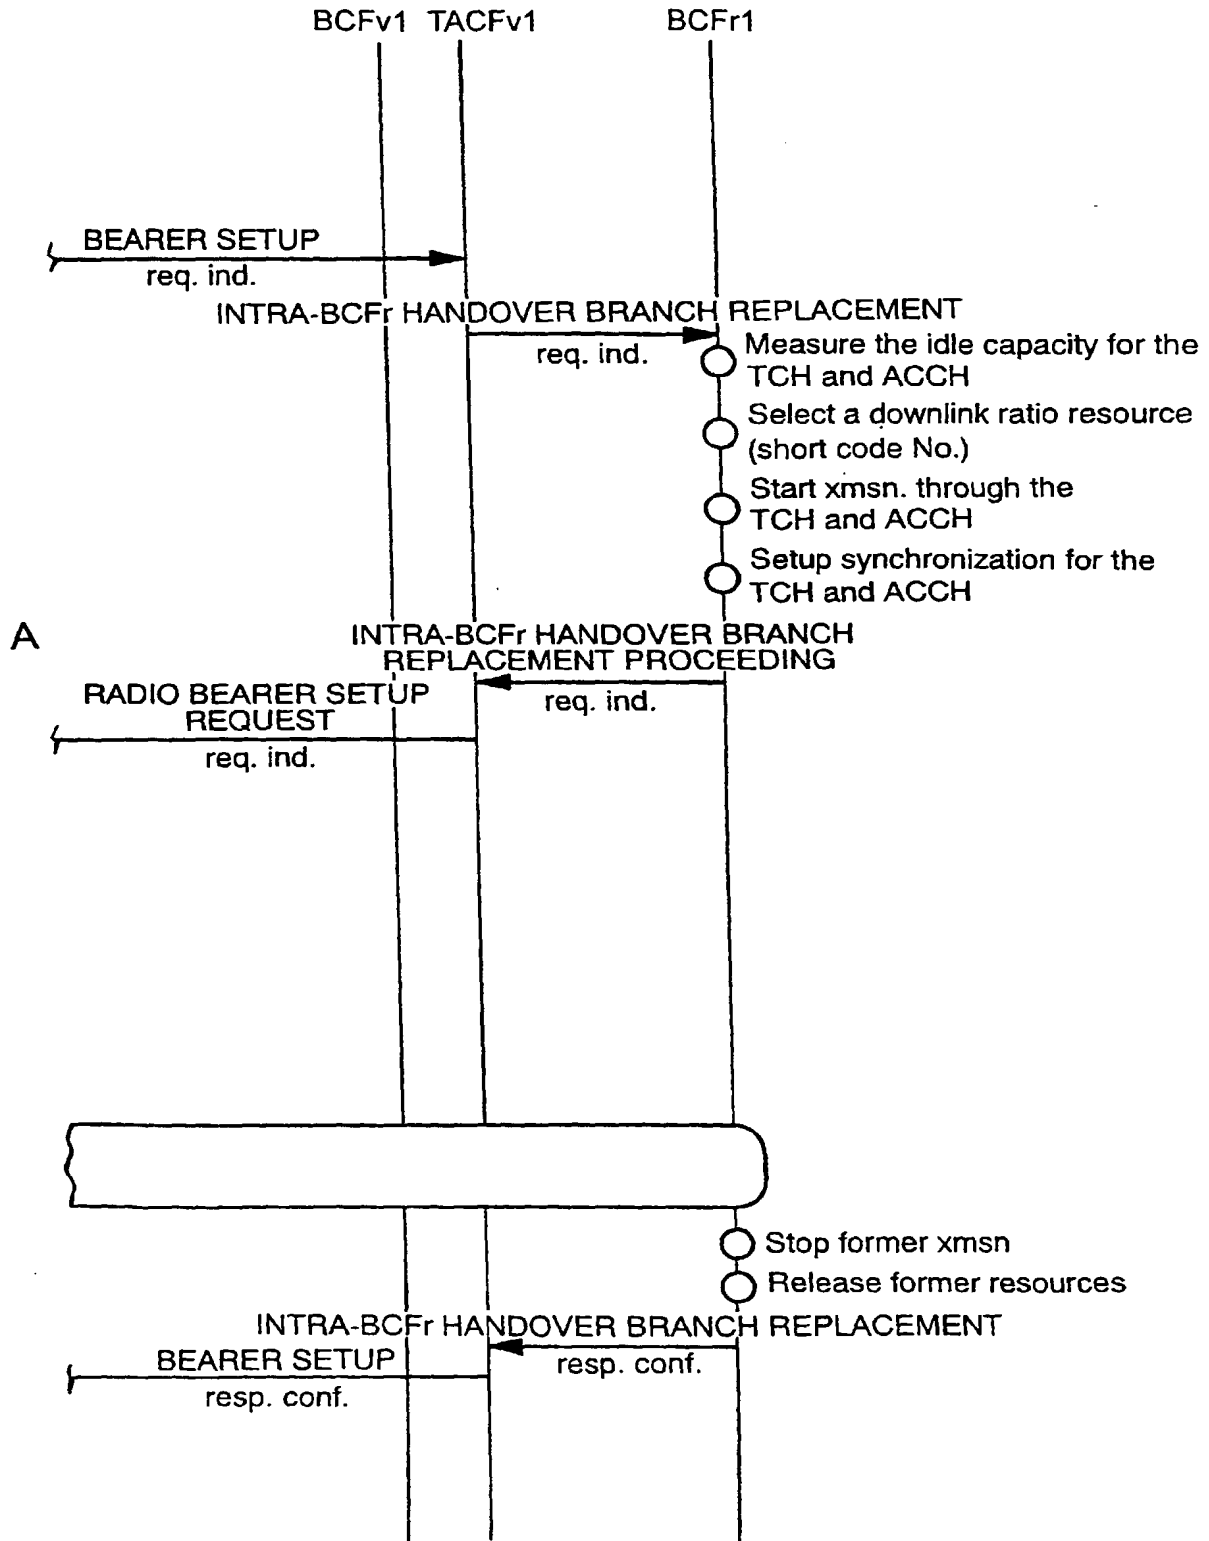 BCFv1 TACFv1 BCFr1
BEARER SETUP
req. ind.
INTRA-BCFr HANDOVER BRANCH REPLACEMENT
req. ind.
Measure the idle capacity for the
TCH and ACCH
Select a downlink ratio resource
(short code No.)
Start xmsn. through the
TCH and ACCH
Setup synchronization for the
TCH and ACCH
A
INTRA-BCFr HANDOVER BRANCH
REPLACEMENT PROCEEDING
req. ind.
RADIO BEARER SETUP
REQUEST
req. ind.
Stop former xmsn
Release former resources
INTRA-BCFr HANDOVER BRANCH REPLACEMENT
resp. conf.
BEARER SETUP
resp. conf.